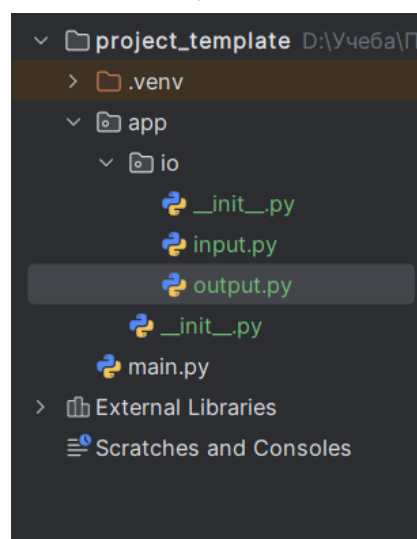 project_template D:\Учеба\П
.venv
app
io
__init__.py
input.py
output.py
__init__.py
main.py
External Libraries
Scratches and Consoles